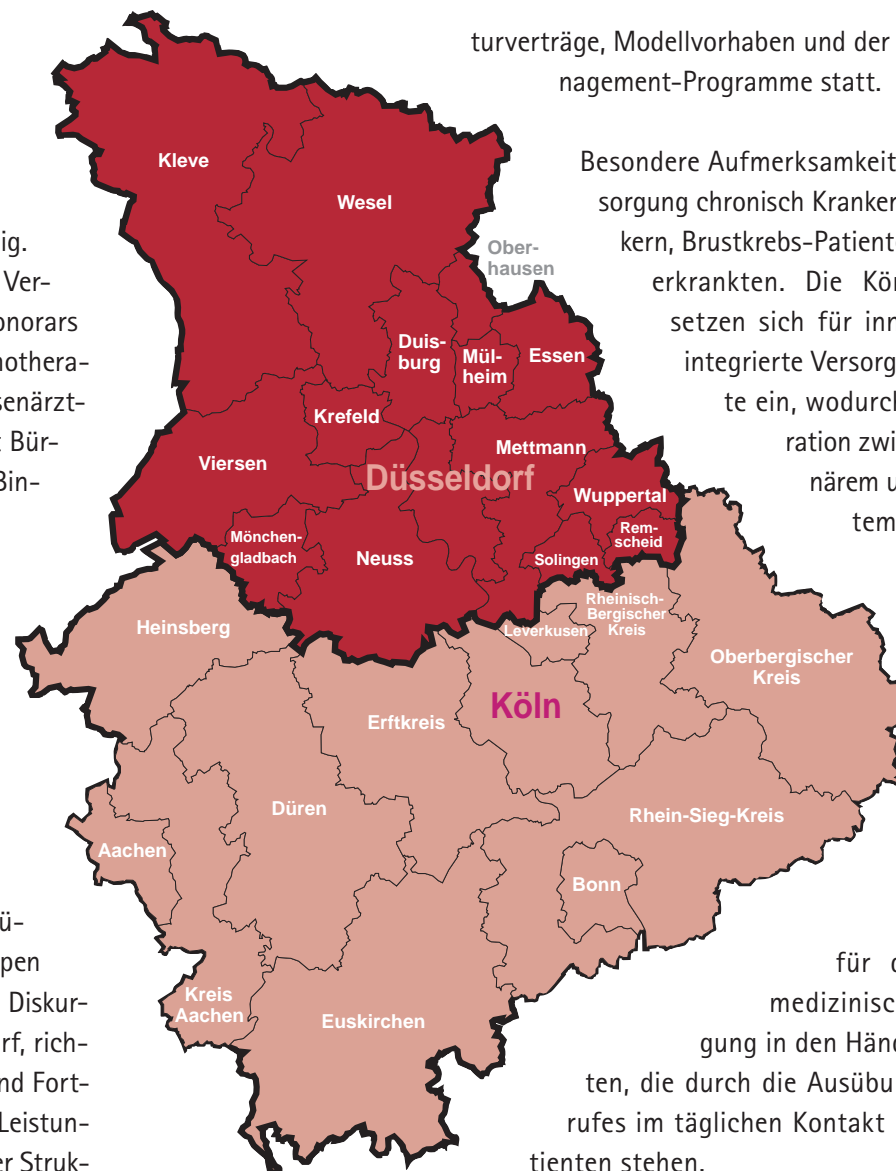 ig.
Ver-
onorars
nothera-
senärzt-
t Bür-
Bin-
ü-
pen
Diskur-
rf, rich-
nd Fort-
Leistun-
er Struk-
Kleve
Wesel
Ober-
hausen
Duis-
burg
Mül-
heim
Essen
Krefeld
Viersen
Mettmann
Düsseldorf
Wuppertal
Mönchen-
gladbach
Neuss
Rem-
scheid
Solingen
Heinsberg
Leverkusen
Rheinisch-
Bergischer
Kreis
Oberbergischer
Kreis
Erftkreis
Köln
Düren
Rhein-Sieg-Kreis
Aachen
Bonn
Kreis
Aachen
Euskirchen
turverträge, Modellvorhaben und der
nagement-Programme statt.
Besondere Aufmerksamkeit
sorgung chronisch Kranker
kern, Brustkrebs-Patient
erkrankten. Die Kör
setzen sich für inn
integrierte Versorg
te ein, wodurch
ration zwi
närem u
tem
für d
medizinisc
gung in den Händ
ten, die durch die Ausübu
rufes im täglichen Kontakt
tienten stehen.